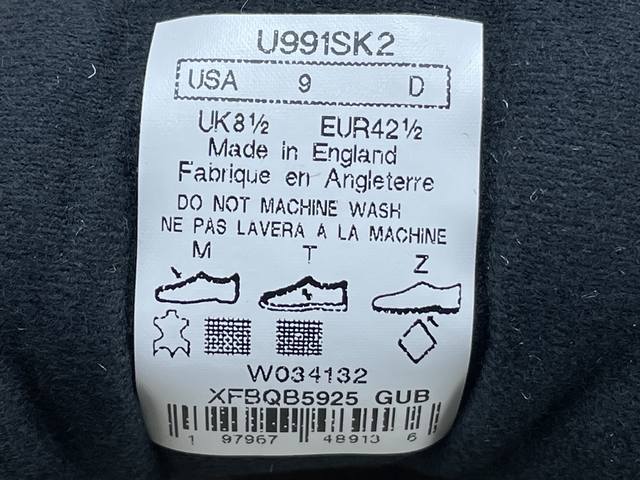 U991SK2
USA 9 D
UK8½ EUR42½
Made in England
Fabrique en Angleterre
DO NOT MACHINE WASH
NE PAS LAVERA À LA MACHINE
M T Z
W034132
XFBQB5925 GUB
1 97967 48913 6